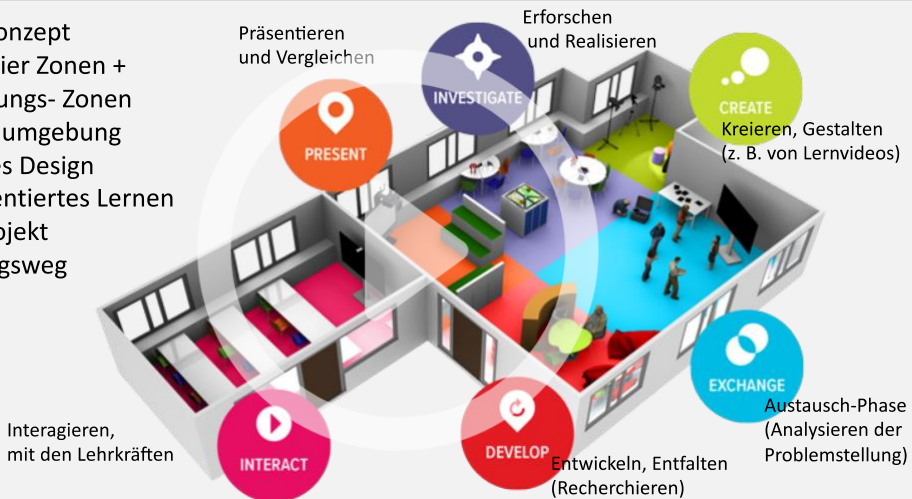 onzept
ier Zonen +
ungs- Zonen
umgebung
s Design
entiertes Lernen
ojekt
gsweg
Präsentieren
und Vergleichen
Erforschen
und Realisieren
PRESENT
INVESTIGATE
CREATE
Kreieren, Gestalten
(z. B. von Lernvideos)
Interagieren,
mit den Lehrkräften
INTERACT
DEVELOP
Entwickeln, Entfalten
(Recherchieren)
EXCHANGE
Austausch-Phase
(Analysieren der
Problemstellung)